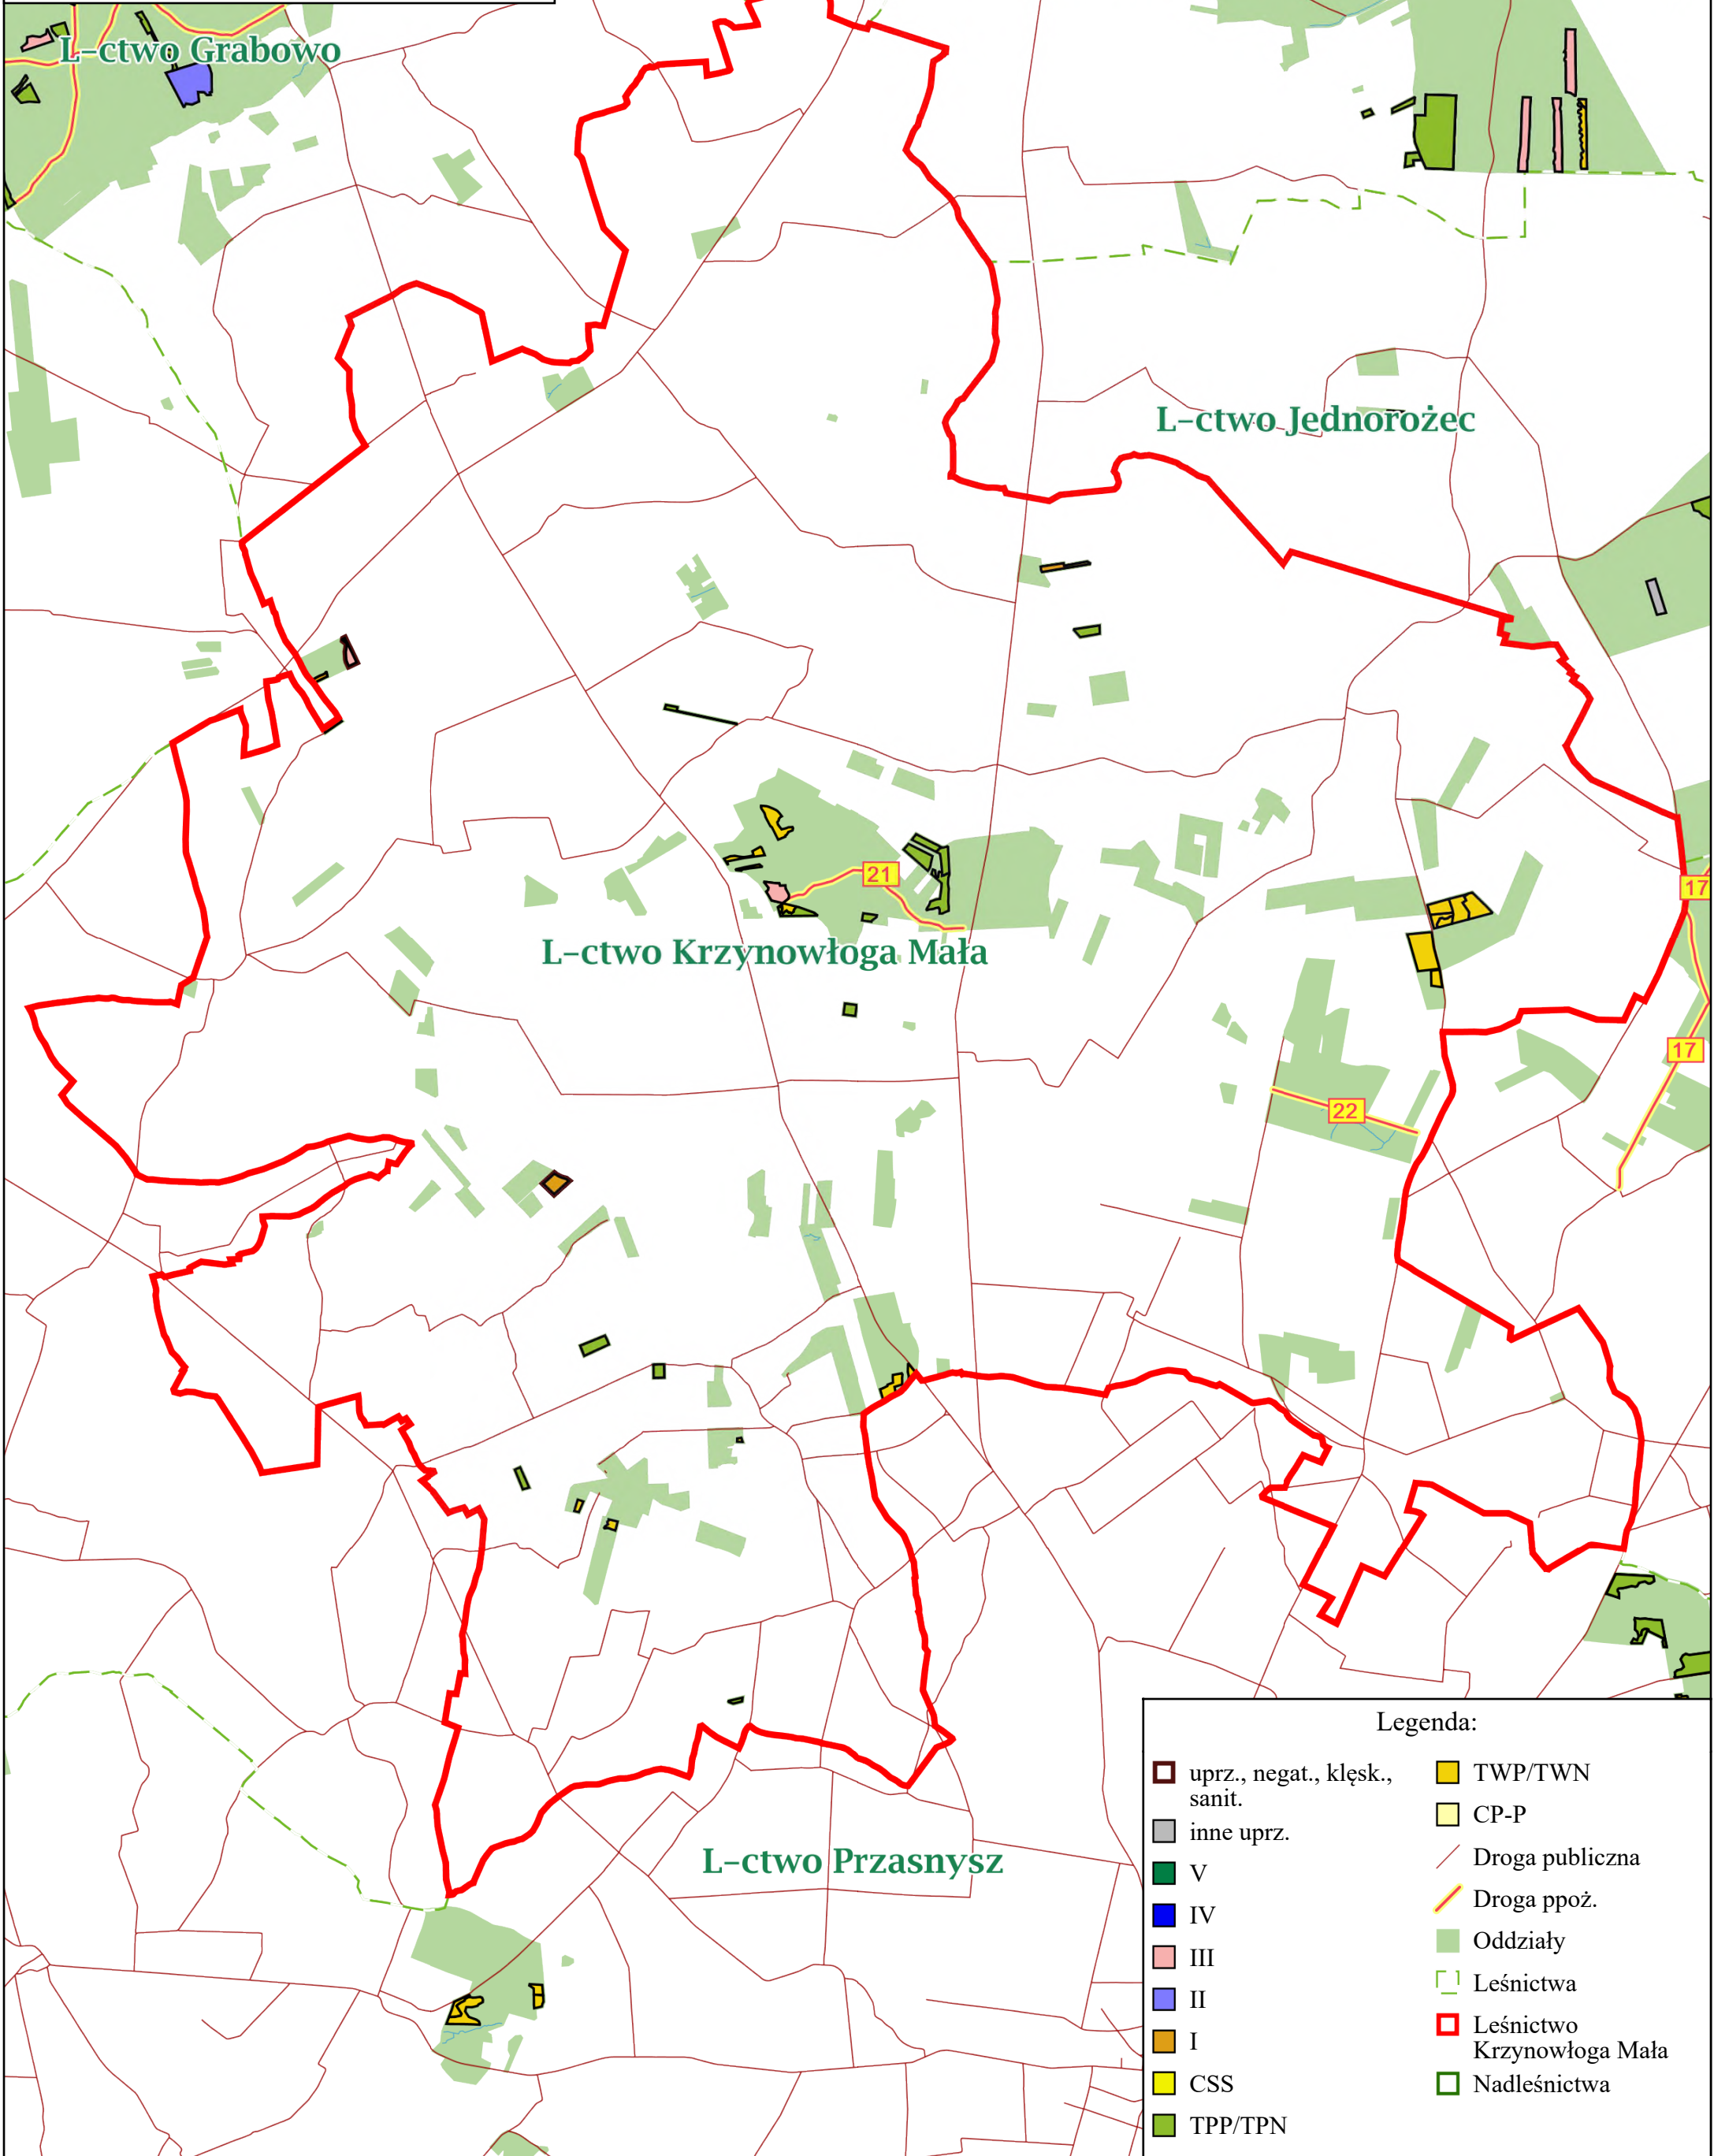 L-ctwo Grabowo
L-ctwo Jednorożec
21
17
L-ctwo Krzynowłoga Mała
17
22
L-ctwo Przasnysz
Legenda:
uprz., negat., klęsk.,
sanit.
inne uprz.
V
IV
III
II
I
CSS
TPP/TPN
TWP/TWN
CP-P
Droga publiczna
Droga ppoż.
Oddziały
Leśnictwa
Leśnictwo
Krzynowłoga Mała
Nadleśnictwa